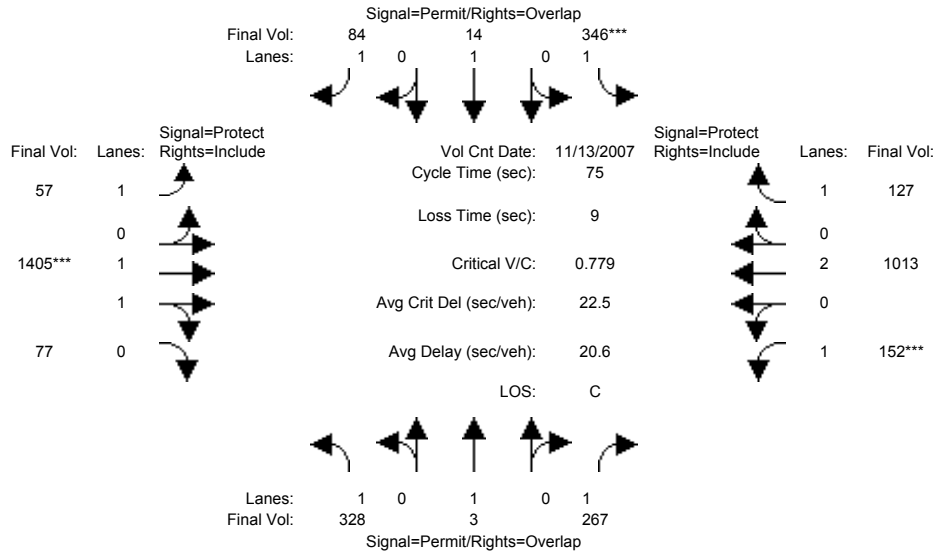 Signal=Permit/Rights=Overlap
Final Vol: 84 14 346***
Lanes: 1 0 1 0 1
Signal=Protect Signal=Protect
Final Vol: Lanes: Rights=Include Vol Cnt Date: 11/13/2007 Rights=Include Lanes: Final Vol:
Cycle Time (sec): 75
57 1 1 127
Loss Time (sec): 9
0 0
1405*** 1 Critical V/C: 0.779 2 1013
1 Avg Crit Del (sec/veh): 22.5 0
77 0 Avg Delay (sec/veh): 20.6 1 152***
LOS: C
Lanes: 1 0 1 0 1
Final Vol: 328 3 267
Signal=Permit/Rights=Overlap